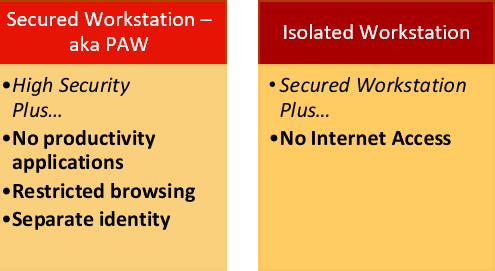 Secured Workstation –
aka PAW
•High Security
Plus…
•No productivity
applications
•Restricted browsing
•Separate identity
Isolated Workstation
•Secured Workstation
Plus…
•No Internet Access